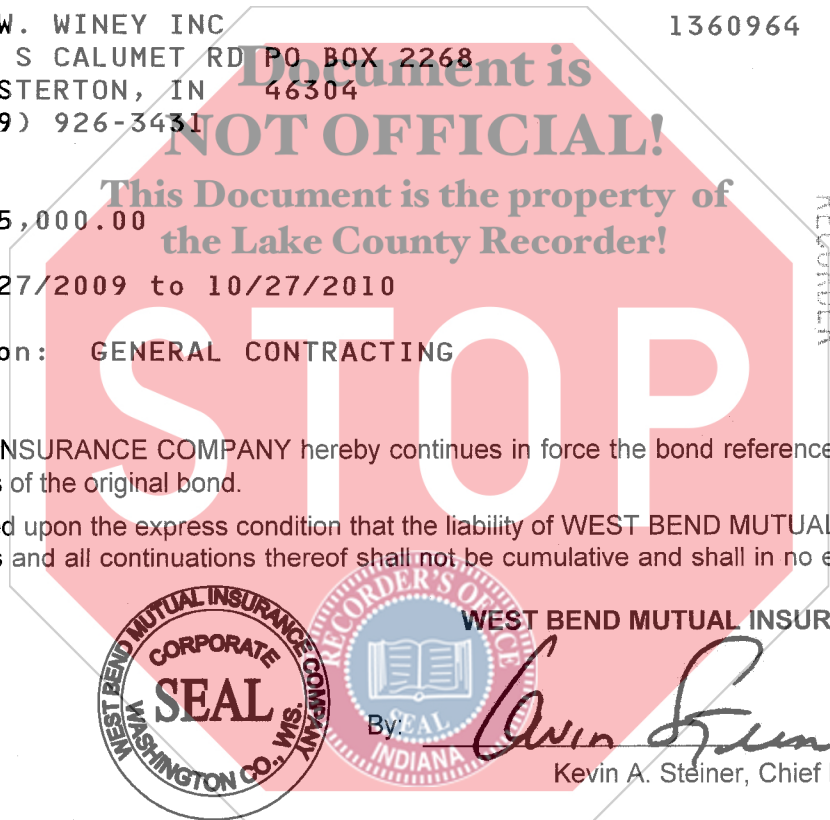 W. WINEY INC 1360964
S CALUMET RD PO BOX 2268
STERTON, IN 46304
9) 926-3431
Document is
NOT OFFICIAL!
This Document is the property of
the Lake County Recorder!
5,000.00
27/2009 to 10/27/2010
RECORDER
on: GENERAL CONTRACTING
STOP
NSURANCE COMPANY hereby continues in force the bond reference
s of the original bond.
d upon the express condition that the liability of WEST BEND MUTUAL
s and all continuations thereof shall not be cumulative and shall in no e
WEST BEND MUTUAL INSURANCE COMPANY
CORPORATE
SEAL
WASHINGTON CO., WIS.
RECORDER'S OFFICE
SEAL
INDIANA
WEST BEND MUTUAL INSUR
By:
Kevin A. Steiner, Chief